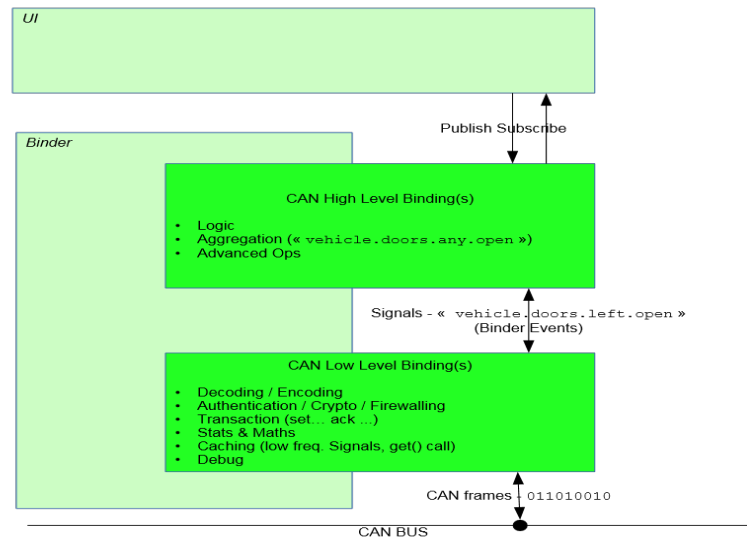 UI
Publish Subscribe
Binder
CAN High Level Binding(s)
• Logic
• Aggregation (« vehicle.doors.any.open »)
• Advanced Ops
Signals - « vehicle.doors.left.open »
(Binder Events)
CAN Low Level Binding(s)
• Decoding / Encoding
• Authentication / Crypto / Firewalling
• Transaction (set... ack ...)
• Stats & Maths
• Caching (low freq. Signals, get() call)
• Debug
CAN frames - 011010010
CAN BUS